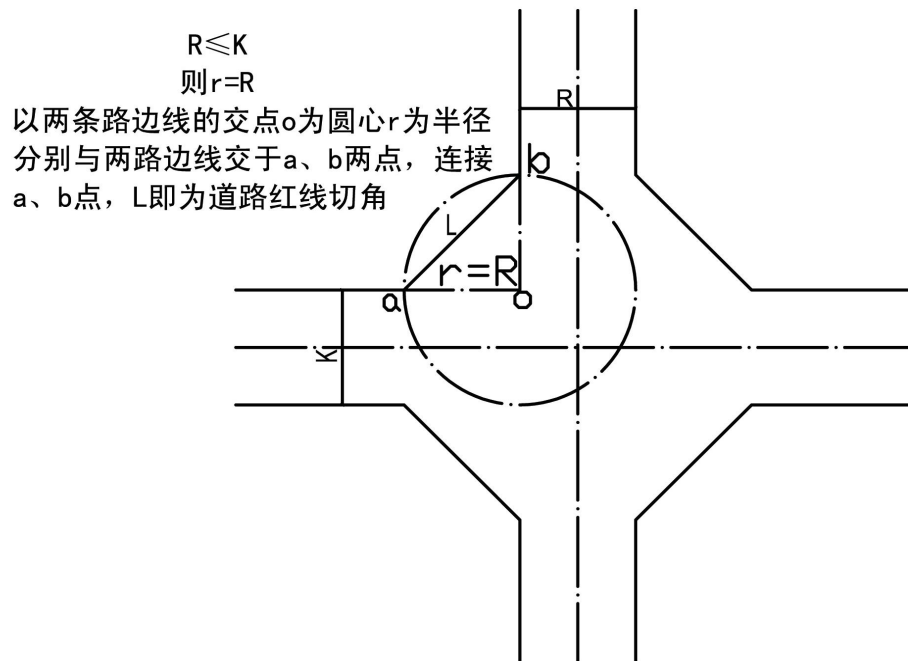 R≤K
则r=R
以两条路边线的交点o为圆心r为半径
分别与两路边线交于a、b两点，连接
a、b点，L即为道路红线切角
R
b
L
r=R
a
o
K